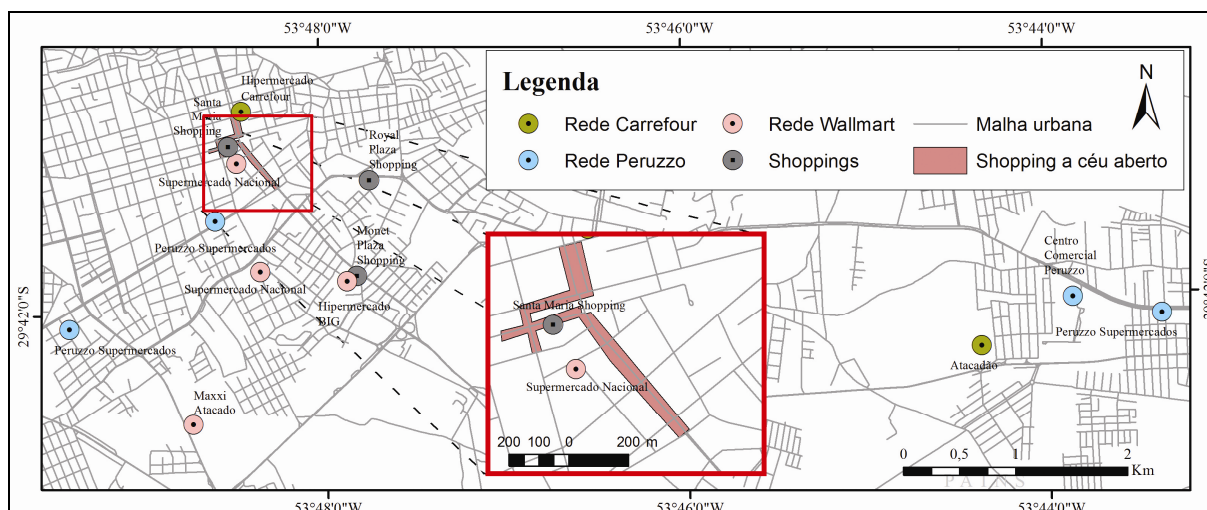 53°48'0"W
53°46'0"W
53°44'0"W
Legenda
Rede Carrefour
Rede Wallmart
Malha urbana
Rede Peruzzo
Shoppings
Shopping a céu aberto
N
Hipermercado
Carrefour
Santa
Maria
Shopping
Supermercado Nacional
Royal
Plaza
Shopping
Peruzzo Supermercados
Monet
Plaza
Shopping
Supermercado Nacional
Hipermercado
BIG
Peruzzo Supermercados
Maxxi
Atacado
Santa Maria Shopping
Supermercado Nacional
200 100 0 200 m
Centro
Comercial
Peruzzo
Peruzzo Supermercados
Atacadão
0 0,5 1 2
Km
PAINS
29°42'0"S
53°48'0"W
53°46'0"W
53°44'0"W